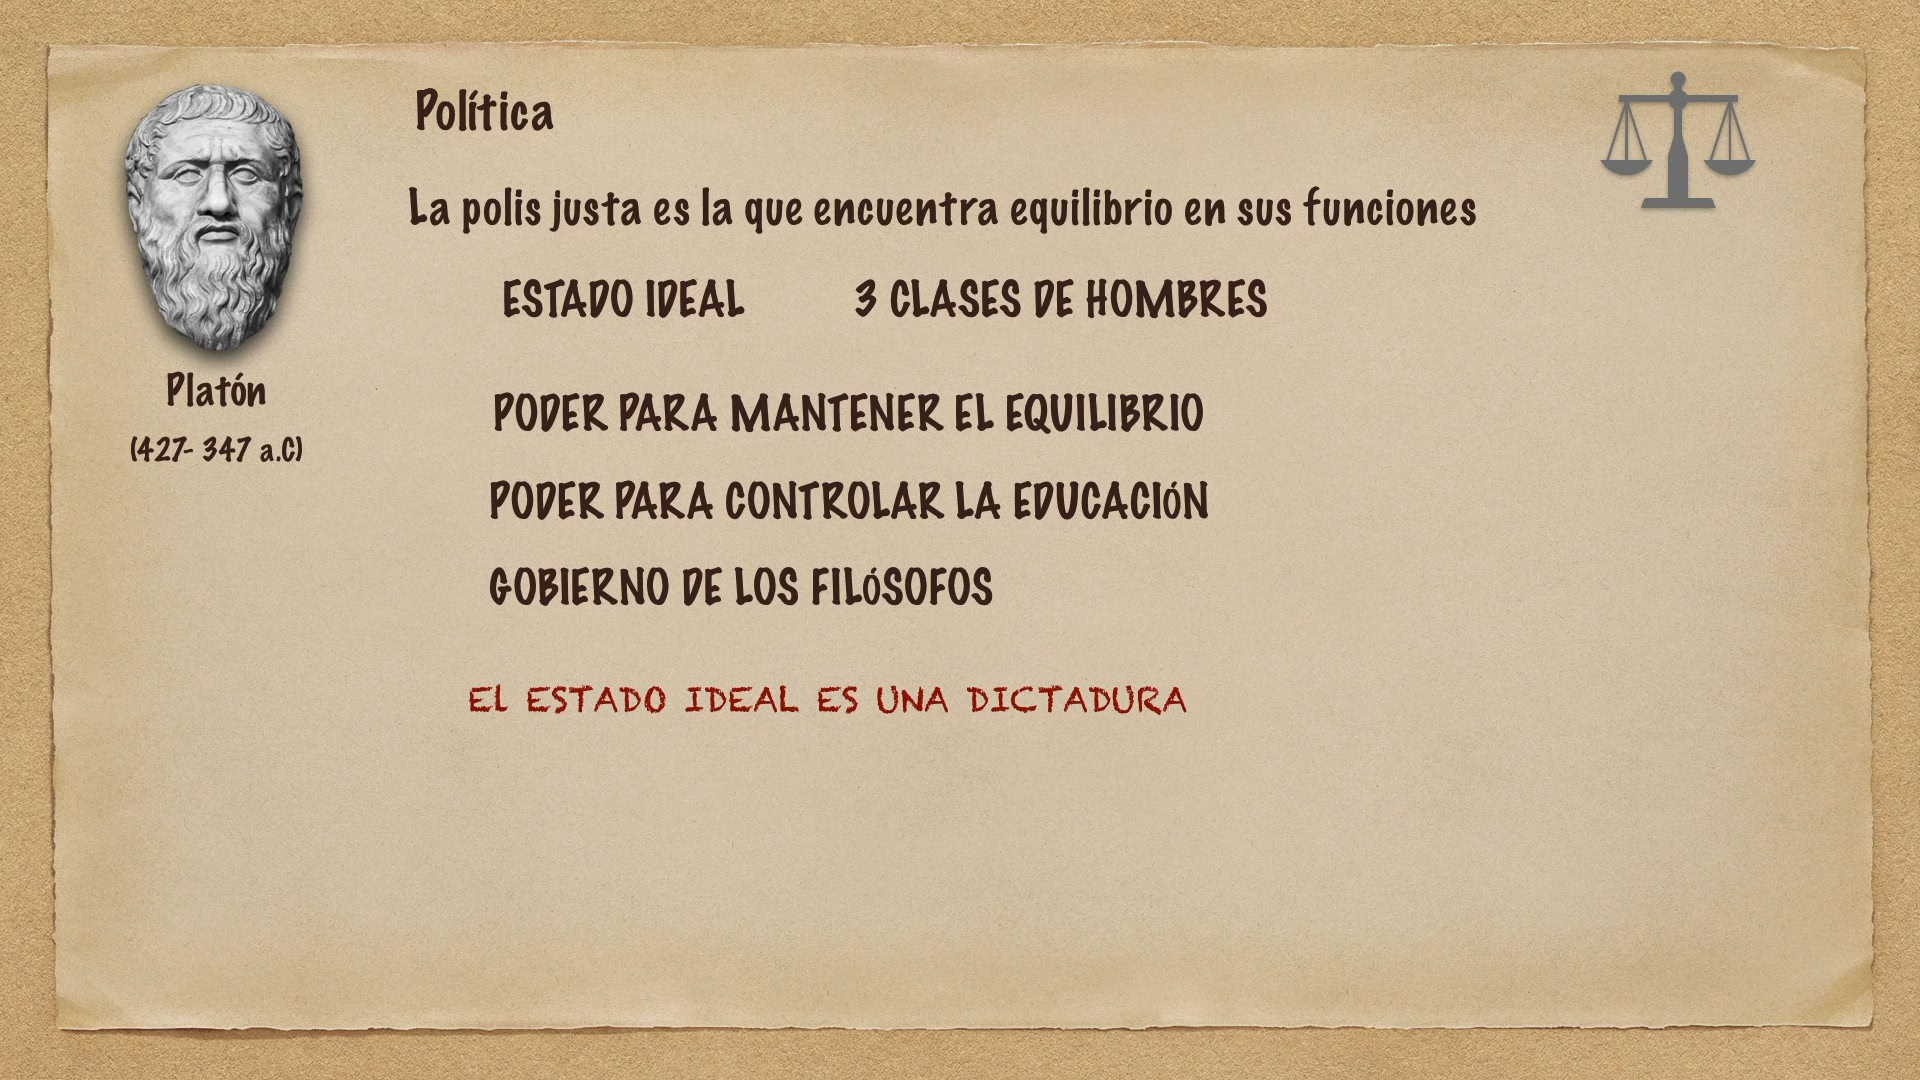 Política
La polis justa es la que encuentra equilibrio en sus funciones
ESTADO IDEAL 3 CLASES DE HOMBRES
Platón
(427- 347 a.C)
PODER PARA MANTENER EL EQUILIBRIO
PODER PARA CONTROLAR LA EDUCACIóN
GOBIERNO DE LOS FILóSOFOS
El ESTADO IDEAL ES UNA DICTADURA